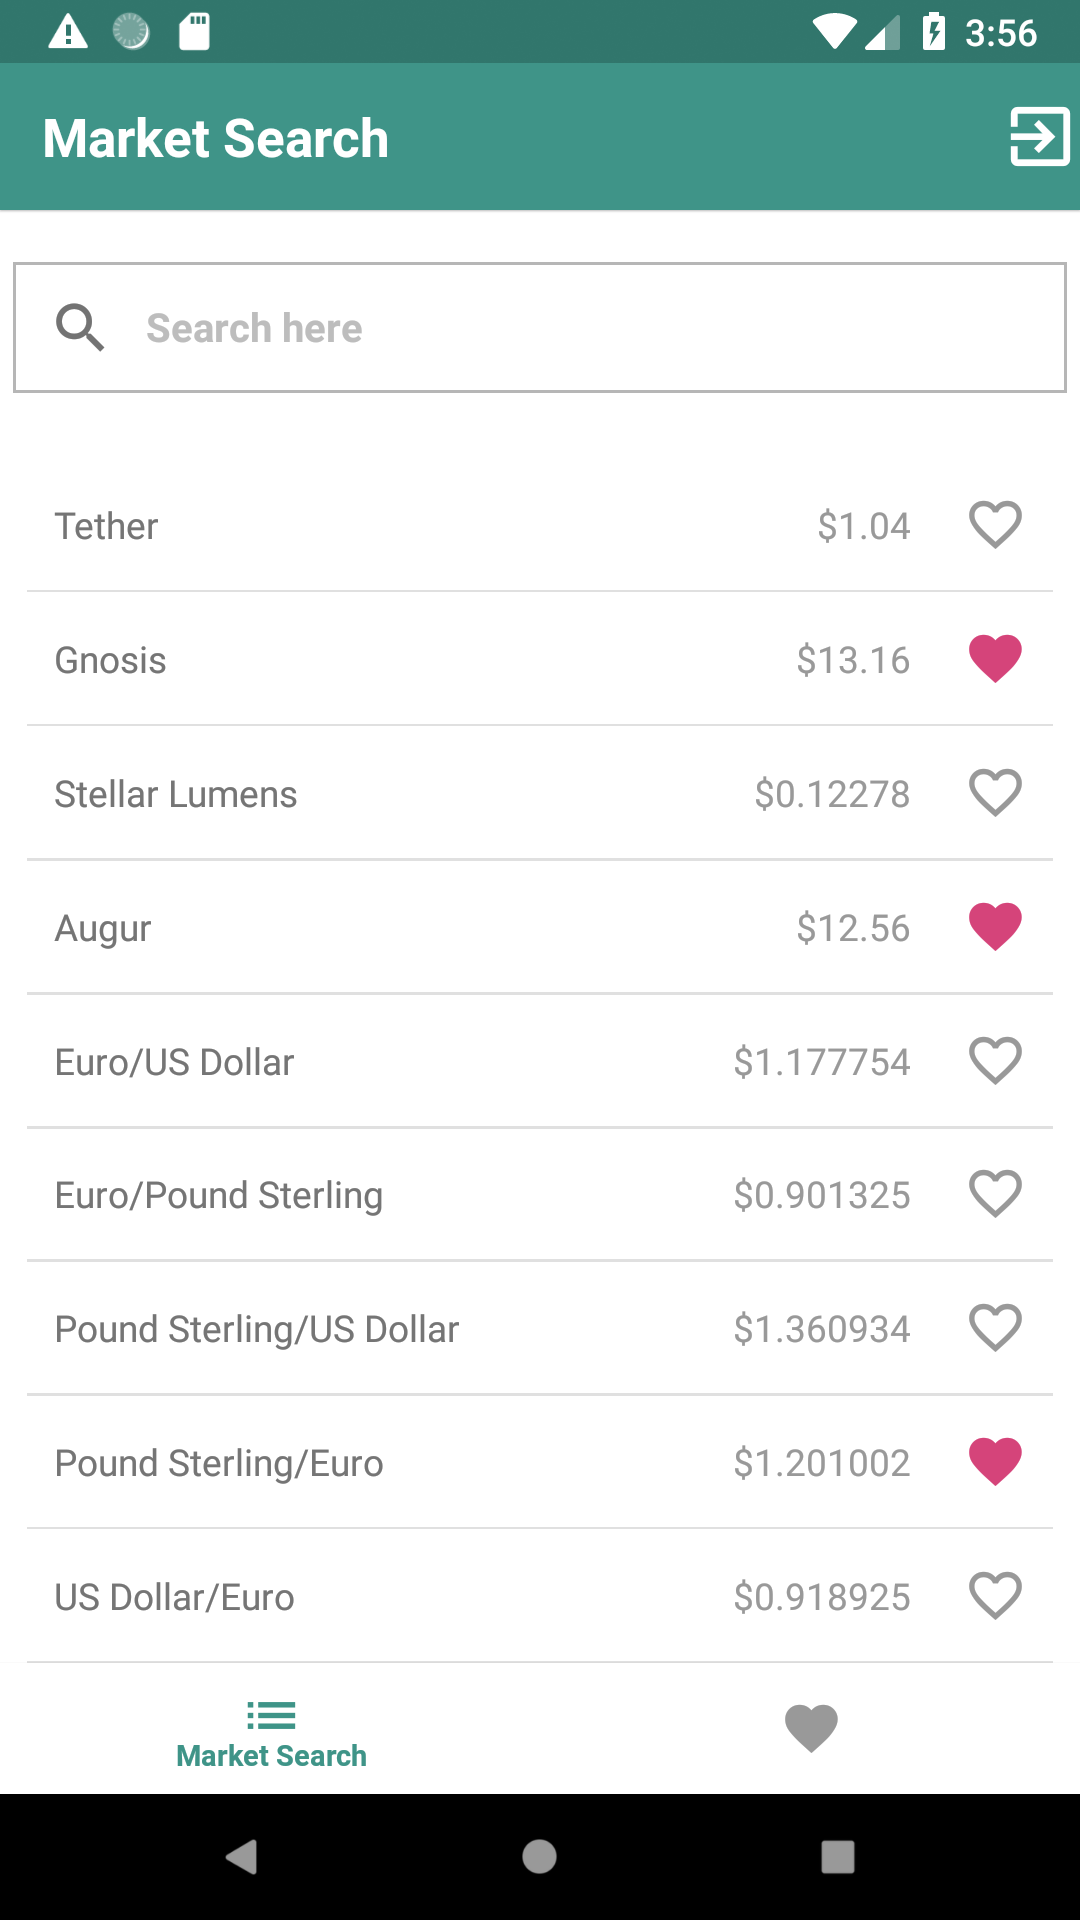 3:56
Market Search
Search here
Tether $1.04
Gnosis $13.16
Stellar Lumens $0.12278
Augur $12.56
Euro/US Dollar $1.177754
Euro/Pound Sterling $0.901325
Pound Sterling/US Dollar $1.360934
Pound Sterling/Euro $1.201002
US Dollar/Euro $0.918925
Market Search